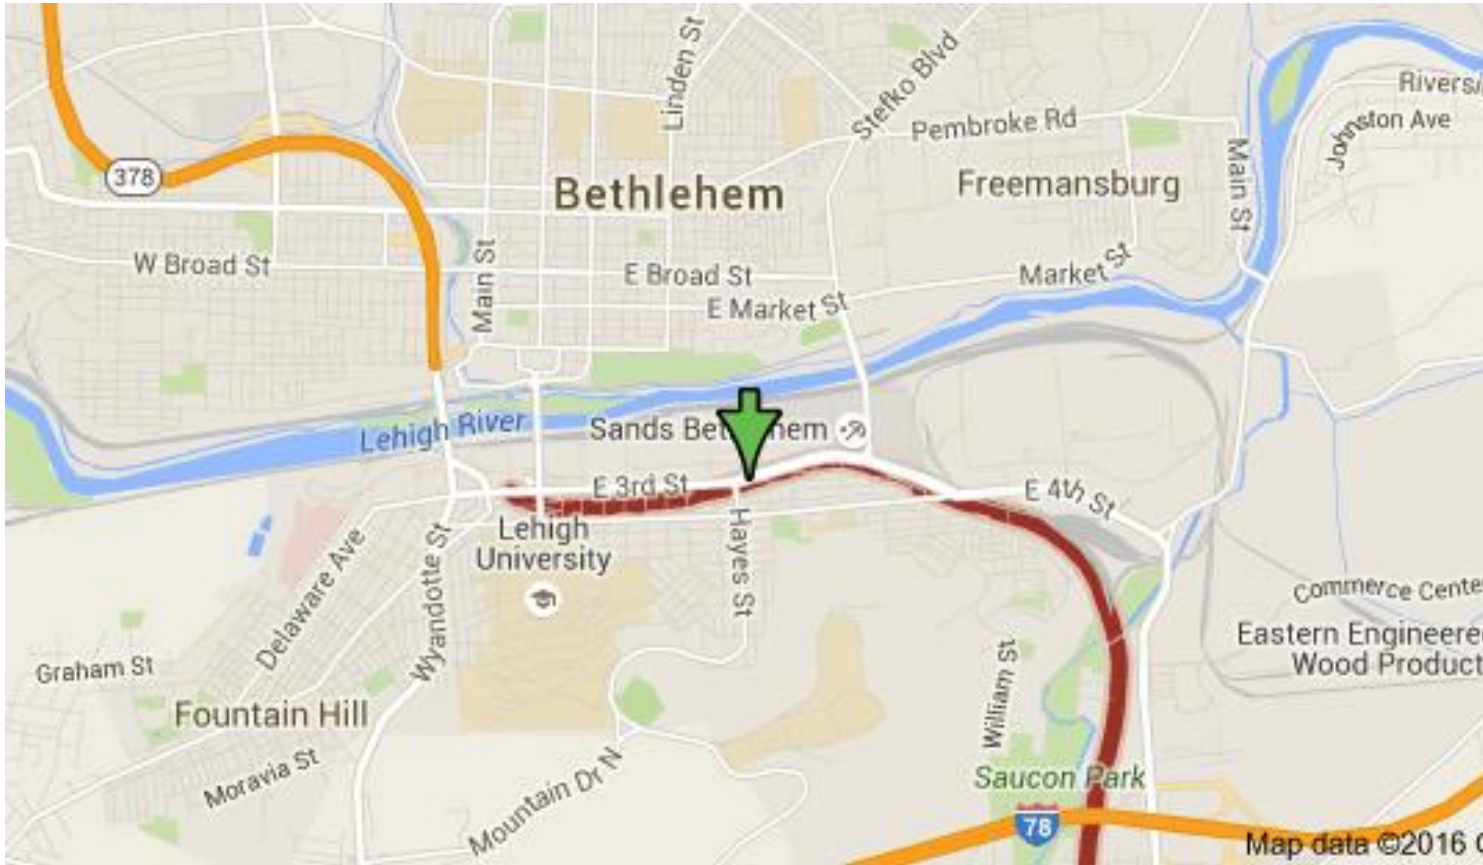 Linden St
Stefko Blvd
Riversi
Johnston Ave
Pembroke Rd
378
Main St
Bethlehem
Freemansburg
W Broad St
Main St
E Broad St
Market St
E Market St
Lehigh River
Sands Bethlehem
E 3rd St
E 4th St
Lehigh
University
Hayes St
Delaware Ave
Wyandotte St
Commerce Cente
Eastern Engineere
Wood Product
Graham St
William St
Fountain Hill
Moravia St
Mountain Dr N
Saucon Park
78
Map data ©2016 G